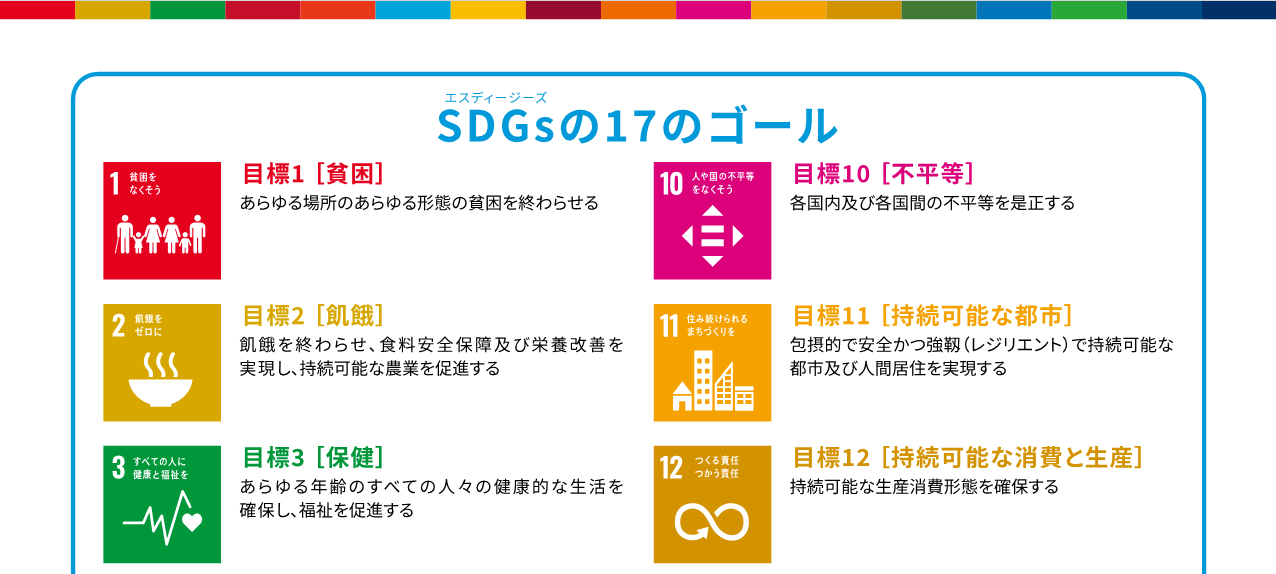 エスディージーズ
SDGsの17のゴール
1 貧困を
なくそう
目標1 [貧困]
あらゆる場所のあらゆる形態の貧困を終わらせる
2 飢餓を
ゼロに
目標2 [飢餓]
飢餓を終わらせ、食料安全保障及び栄養改善を
実現し、持続可能な農業を促進する
3 すべての人に
健康と福祉を
目標3 [保健]
あらゆる年齢のすべての人々の健康的な生活を
確保し、福祉を促進する
10 人や国の不平等
をなくそう
目標10 [不平等]
各国内及び各国間の不平等を是正する
11 住み続けられる
まちづくりを
目標11 [持続可能な都市]
包摂的で安全かつ強靱(レジリエント)で持続可能な
都市及び人間居住を実現する
12 つくる責任
つかう責任
目標12 [持続可能な消費と生産]
持続可能な生産消費形態を確保する